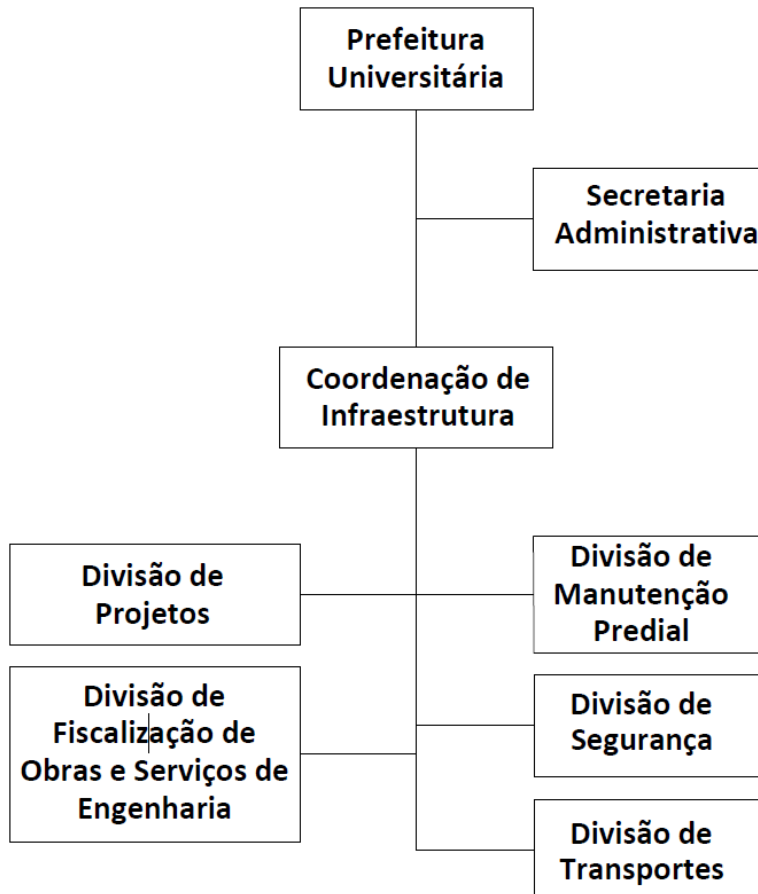 Prefeitura
Universitária
Secretaria
Administrativa
Coordenação de
Infraestrutura
Divisão de
Projetos
Divisão de
Manutenção
Predial
Divisão de
Fiscalização de
Obras e Serviços de
Engenharia
Divisão de
Segurança
Divisão de
Transportes